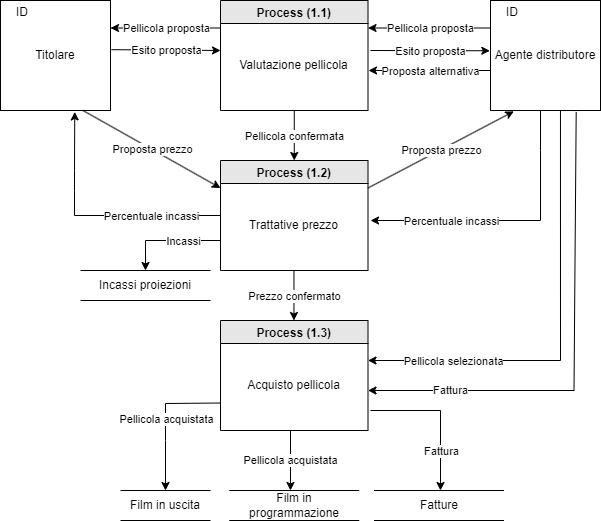 ID
Process (1.1)
ID
Pellicola proposta
Pellicola proposta
Titolare
Esito proposta
Valutazione pellicola
Esito proposta
Agente distributore
Proposta alternativa
Pellicola confermata
Proposta prezzo
Proposta prezzo
Process (1.2)
Percentuale incassi
Trattative prezzo
Percentuale incassi
Incassi
Incassi proiezioni
Prezzo confermato
Process (1.3)
Pellicola selezionata
Acquisto pellicola
Fattura
Pellicola acquistata
Fattura
Pellicola acquistata
Film in uscita
Film in
programmazione
Fatture